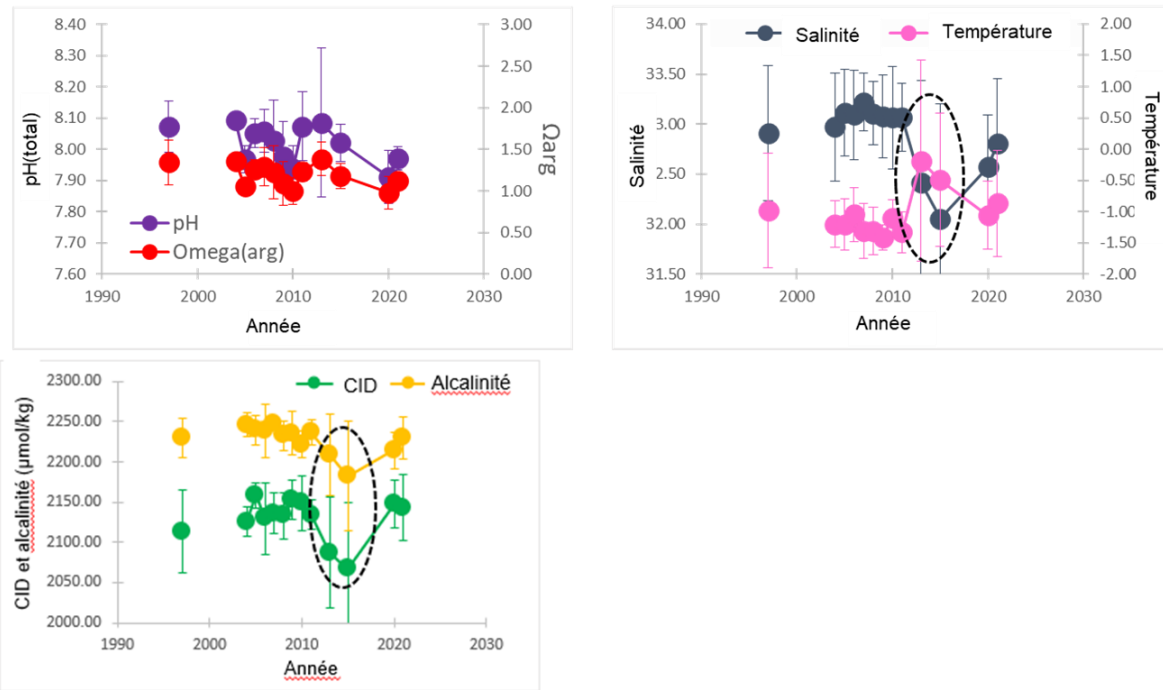 8.40
8.30
8.20
8.10
8.00
7.90
7.80
7.70
7.60
pH(total)
3.00
2.50
2.00
1.50
1.00
0.50
0.00
Ωarg
pH
Omega(arg)
1990 2000 2010 2020 2030
Année
34.00
33.50
33.00
32.50
32.00
31.50
Salinité
Salinité Température
2.00
1.50
1.00
0.50
0.00
-0.50
-1.00
-1.50
-2.00
Température
1990 2000 2010 2020 2030
Année
2300.00
2250.00
2200.00
2150.00
2100.00
2050.00
2000.00
CID et alcalinité (µmol/kg)
CID Alcalinité
1990 2000 2010 2020 2030
Année